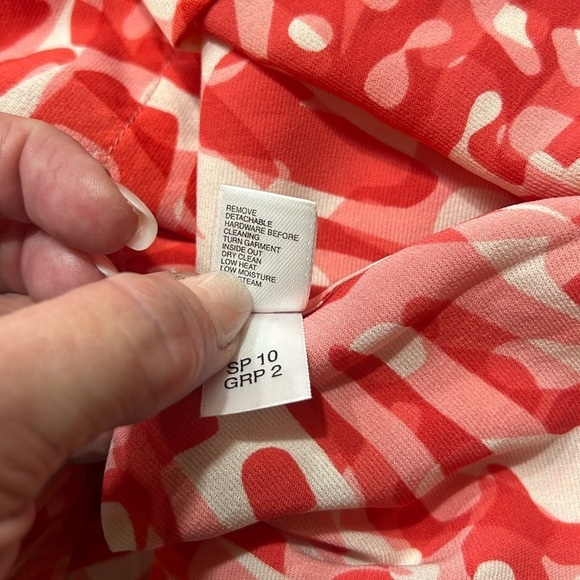 REMOVE
DETACHABLE
HARDWARE BEFORE
CLEANING
TURN GARMENT
INSIDE OUT
DRY CLEAN
LOW HEAT
LOW MOISTURE
STEAM
SP 10
GRP 2